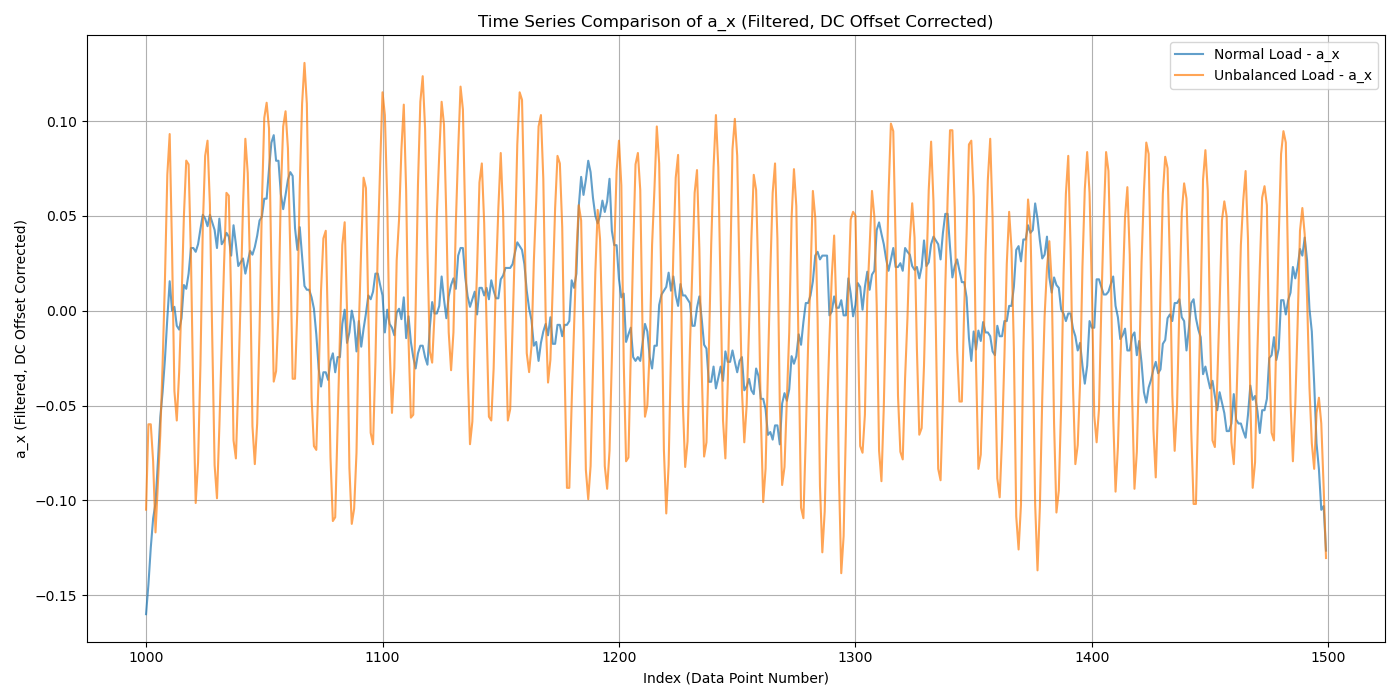 Time Series Comparison of a_x (Filtered, DC Offset Corrected)
Normal Load - a_x
Unbalanced Load - a_x
a_x (Filtered, DC Offset Corrected)
0.10
0.05
0.00
−0.05
−0.10
−0.15
1000 1100 1200 1300 1400 1500
Index (Data Point Number)